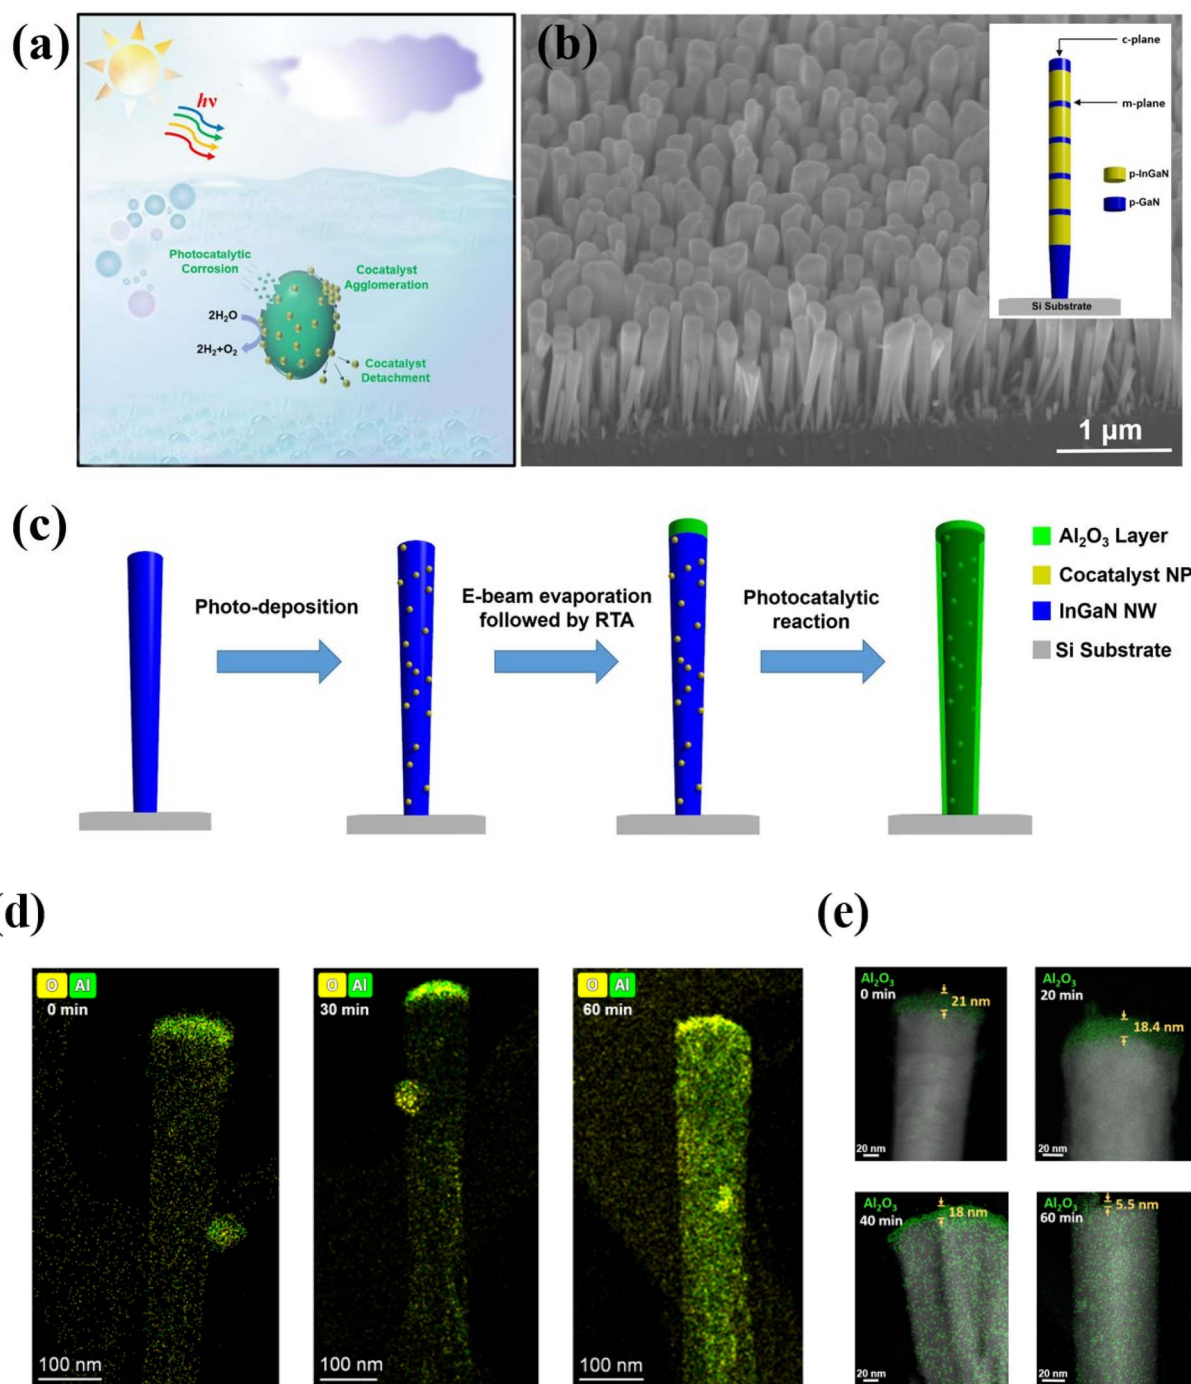 (a)
hν
Photocatalytic
Corrosion
Cocatalyst
Agglomeration
2H₂O
2H₂+O₂
Cocatalyst
Detachment
(b)
c-plane
m-plane
p-InGaN
p-GaN
Si Substrate
1 μm
(c)
Photo-deposition
E-beam evaporation
followed by RTA
Photocatalytic
reaction
Al₂O₃ Layer
Cocatalyst NP
InGaN NW
Si Substrate
(d)
O Al
0 min
100 nm
O Al
30 min
100 nm
O Al
60 min
100 nm
(e)
Al₂O₃
0 min
21 nm
20 nm
Al₂O₃
20 min
18.4 nm
20 nm
Al₂O₃
40 min
18 nm
20 nm
Al₂O₃
60 min
5.5 nm
20 nm